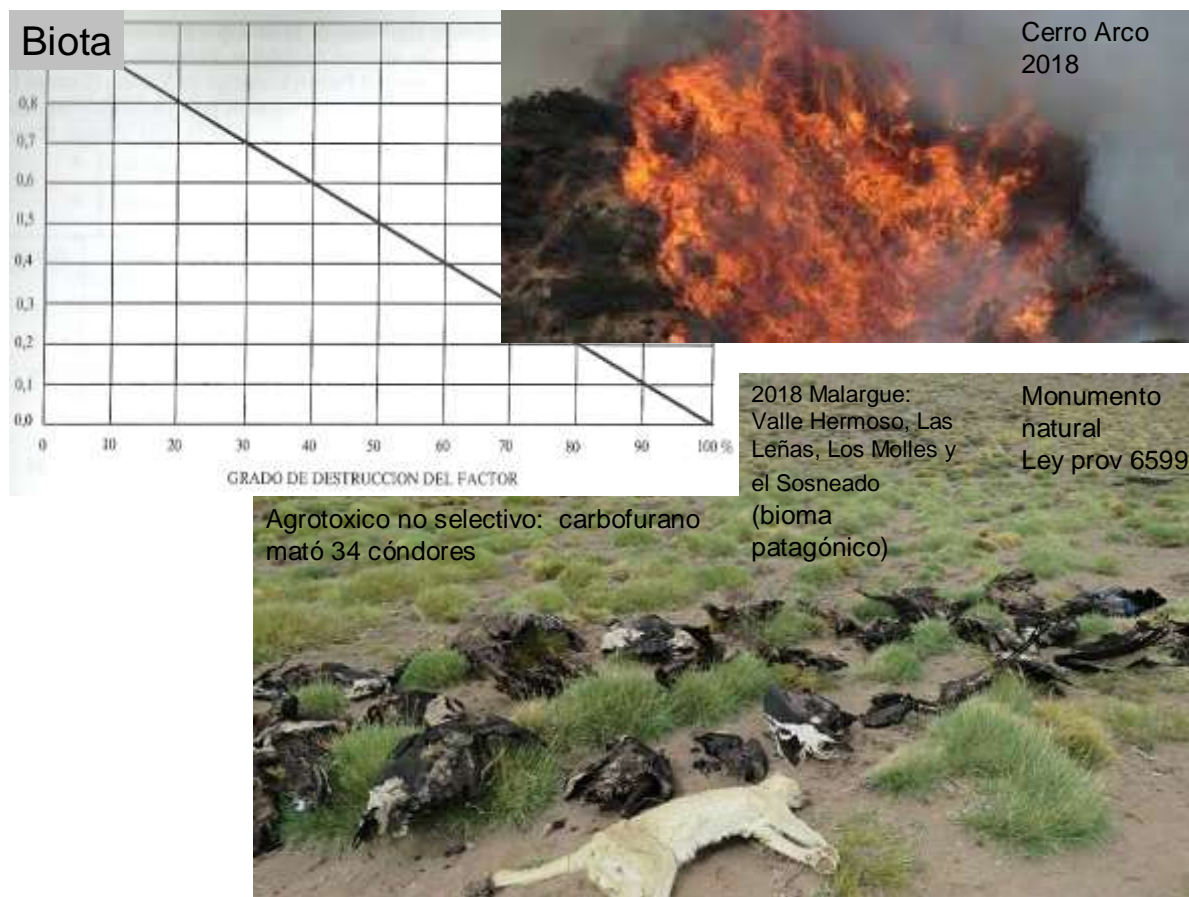 Biota
0,8
0,7
0,6
0,5
0,4
0,3
0,2
0,1
0,0
0 10 20 30 40 50 60 70 80 90 100 %
GRADO DE DESTRUCCION DEL FACTOR
Cerro Arco
2018
2018 Malargue:
Valle Hermoso, Las
Leñas, Los Molles y
el Sosneado
(bioma
patagónico)
Monumento
natural
Ley prov 6599
Agrotoxico no selectivo: carbofurano
mató 34 cóndores